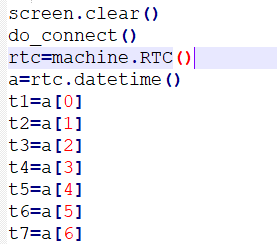 screen.clear()
do_connect()
rtc=machine.RTC()
a=rtc.datetime()
t1=a[0]
t2=a[1]
t3=a[2]
t4=a[3]
t5=a[4]
t6=a[5]
t7=a[6]